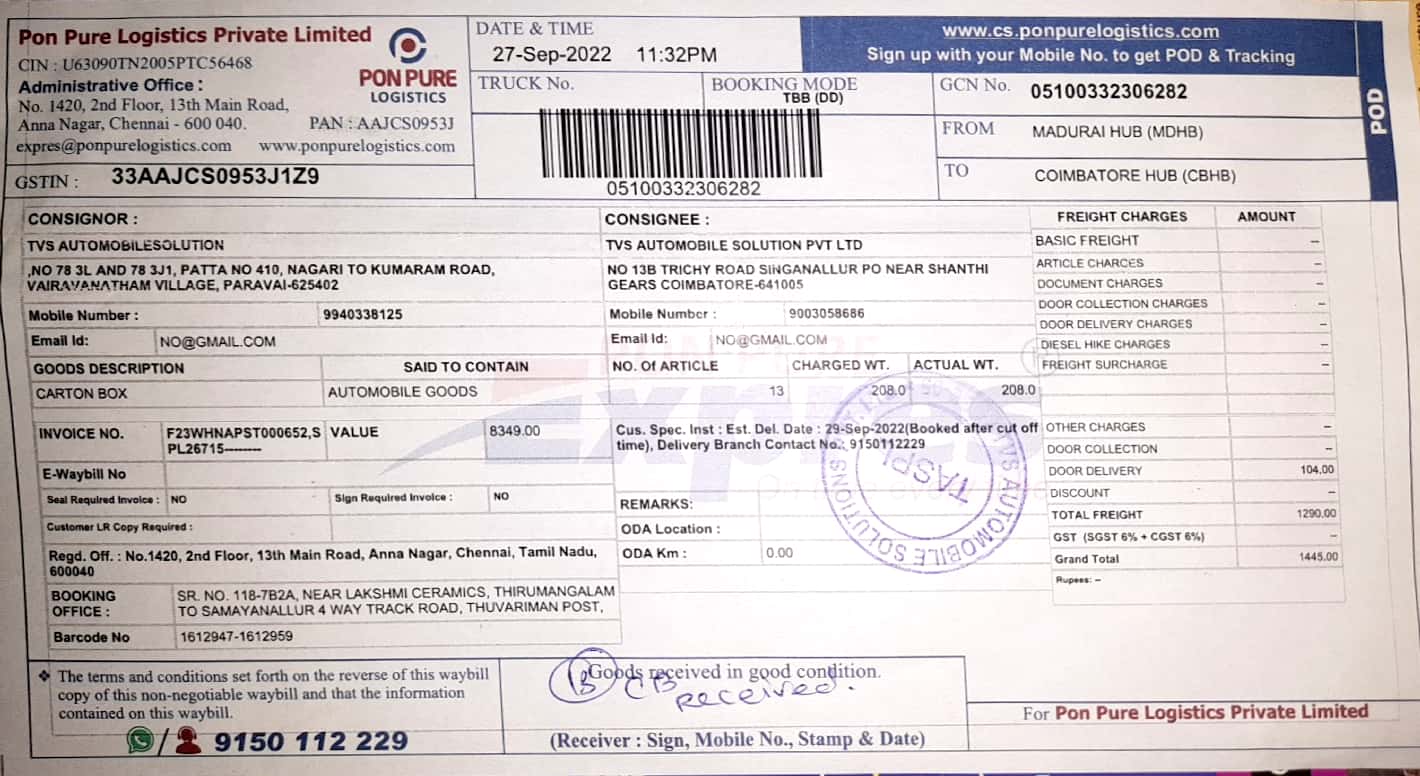 Pon Pure Logistics Private Limited
CIN : U63090TN2005PTC56468
Administrative Office :
No. 1420, 2nd Floor, 13th Main Road,
Anna Nagar, Chennai - 600 040.
PAN : AAJCS0953J
expres@ponpurelogistics.com www.ponpurelogistics.com
PON PURE
LOGISTICS
GSTIN : 33AAJCS0953J1Z9
DATE & TIME
27-Sep-2022 11:32PM
TRUCK No.
BOOKING MODE
TBB (DD)
05100332306282
www.cs.ponpurelogistics.com
Sign up with your Mobile No. to get POD & Tracking
GCN No. 05100332306282
FROM MADURAI HUB (MDHB)
TO COIMBATORE HUB (CBHB)
POD
CONSIGNOR :
TVS AUTOMOBILESOLUTION
,NO 78 3L AND 78 3J1, PATTA NO 410, NAGARI TO KUMARAM ROAD,
VAIRAVANATHAM VILLAGE, PARAVAI-625402
Mobile Number : 9940338125
Email Id: NO@GMAIL.COM
CONSIGNEE :
TVS AUTOMOBILE SOLUTION PVT LTD
NO 13B TRICHY ROAD SINGANALLUR PO NEAR SHANTHI
GEARS COIMBATORE-641005
Mobile Number : 9003058686
Email Id: NO@GMAIL.COM
GOODS DESCRIPTION SAID TO CONTAIN NO. Of ARTICLE CHARGED WT. ACTUAL WT.
CARTON BOX AUTOMOBILE GOODS 13 208.0 208.0
INVOICE NO. F23WHNAPST000652,S VALUE 8349.00
PL26715--------
E-Waybill No
Seal Required Invoice : NO Sign Required Invoice : NO
Customer LR Copy Required :
Regd. Off. : No.1420, 2nd Floor, 13th Main Road, Anna Nagar, Chennai, Tamil Nadu,
600040
BOOKING OFFICE : SR. NO. 118-7B2A, NEAR LAKSHMI CERAMICS, THIRUMANGALAM
TO SAMAYANALLUR 4 WAY TRACK ROAD, THUVARIMAN POST,
Barcode No 1612947-1612959
Cus. Spec. Inst : Est. Del. Date : 29-Sep-2022(Booked after cut off
time), Delivery Branch Contact No.: 9150112229
REMARKS:
ODA Location :
ODA Km : 0.00
Expres
TVS AUTOMOBILE SOLUTIONS
TASPL
FREIGHT CHARGES AMOUNT
BASIC FREIGHT –
ARTICLE CHARCES –
DOCUMENT CHARGES –
DOOR COLLECTION CHARGES –
DOOR DELIVERY CHARGES –
DIESEL HIKE CHARGES –
FREIGHT SURCHARGE –
OTHER CHARGES –
DOOR COLLECTION –
DOOR DELIVERY 104.00
DISCOUNT –
TOTAL FREIGHT 1290.00
GST (SGST 6% + CGST 6%) –
Grand Total 1445.00
Rupees: –
❖ The terms and conditions set forth on the reverse of this waybill
copy of this non-negotiable waybill and that the information
contained on this waybill.
/ 9150 112 229
Goods received in good condition.
13 CB
received.
(Receiver : Sign, Mobile No., Stamp & Date)
For Pon Pure Logistics Private Limited